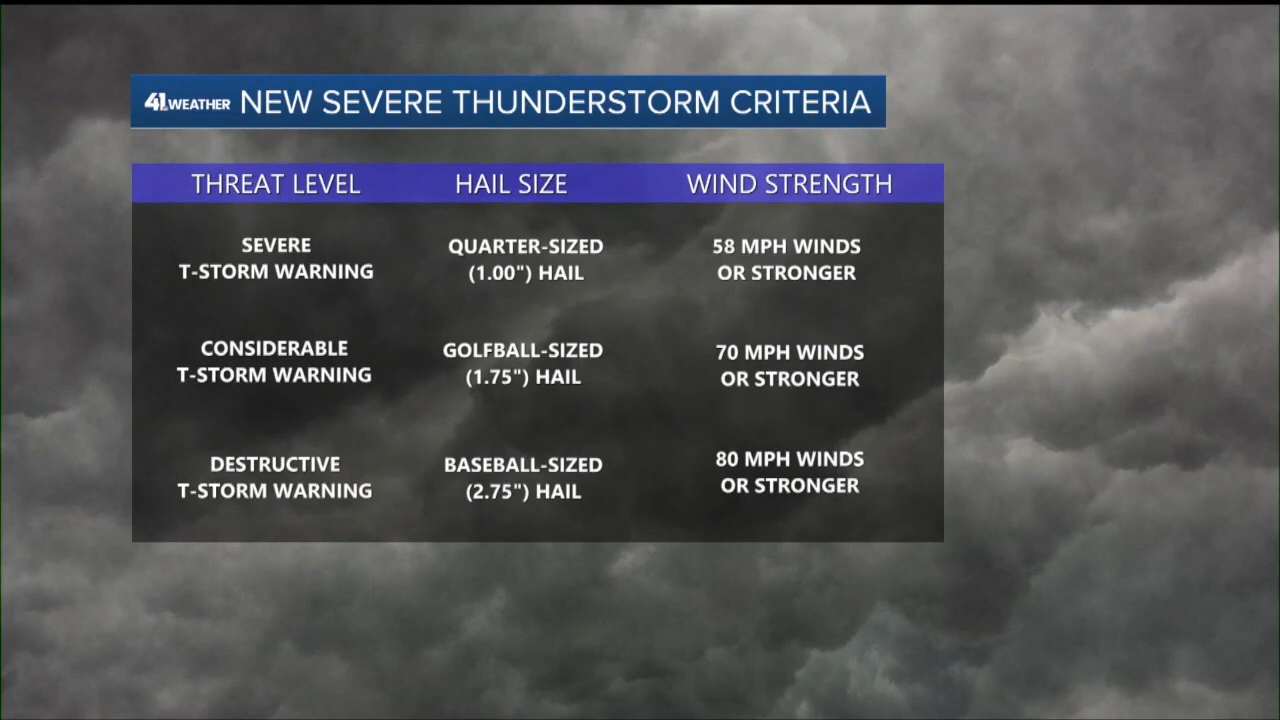 41 WEATHER NEW SEVERE THUNDERSTORM CRITERIA
THREAT LEVEL HAIL SIZE WIND STRENGTH
SEVERE QUARTER-SIZED 58 MPH WINDS
T-STORM WARNING (1.00") HAIL OR STRONGER
CONSIDERABLE GOLFBALL-SIZED 70 MPH WINDS
T-STORM WARNING (1.75") HAIL OR STRONGER
DESTRUCTIVE BASEBALL-SIZED 80 MPH WINDS
T-STORM WARNING (2.75") HAIL OR STRONGER